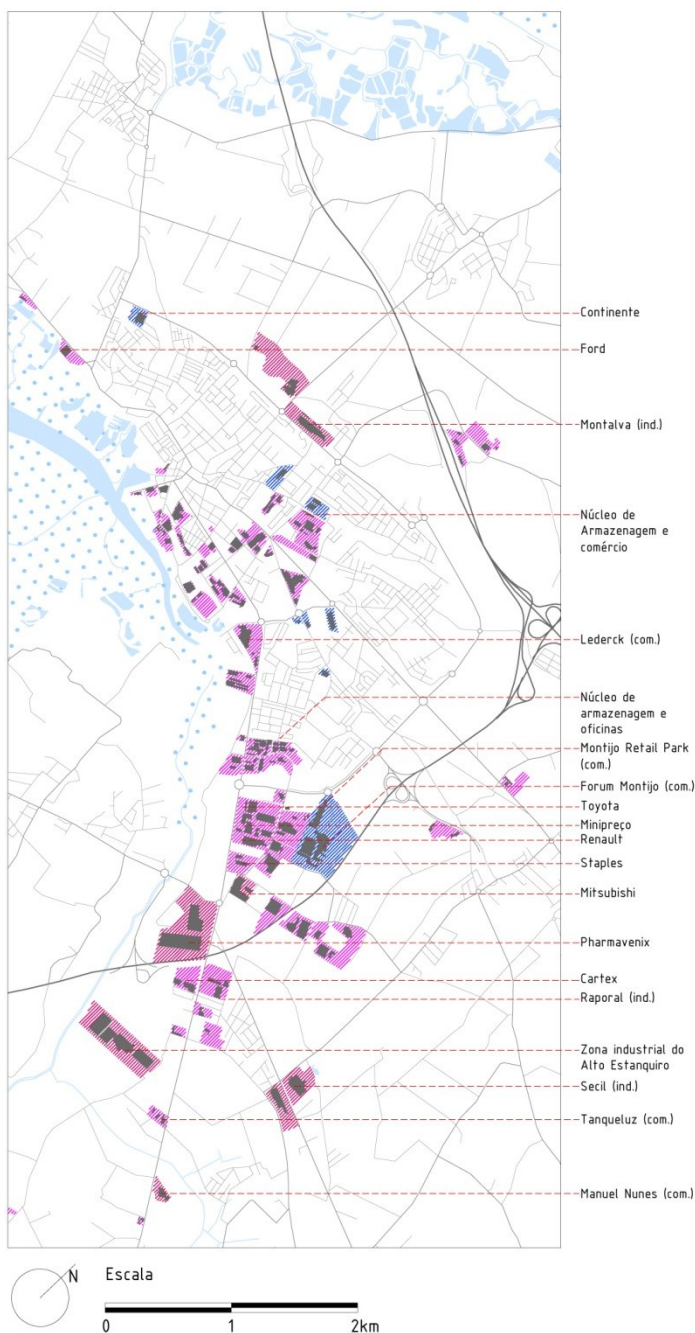 Continente
Ford
Montalva (ind.)
Núcleo de
Armazenagem e
comércio
Lederck (com.)
Núcleo de
armazenagem e
oficinas
Montijo Retail Park
(com.)
Forum Montijo (com.)
Toyota
Minipreço
Renault
Staples
Mitsubishi
Pharmavenix
Cartex
Raporal (ind.)
Zona industrial do
Alto Estanquiro
Secil (ind.)
Tanqueluz (com.)
Manuel Nunes (com.)
N
Escala
0 1 2km